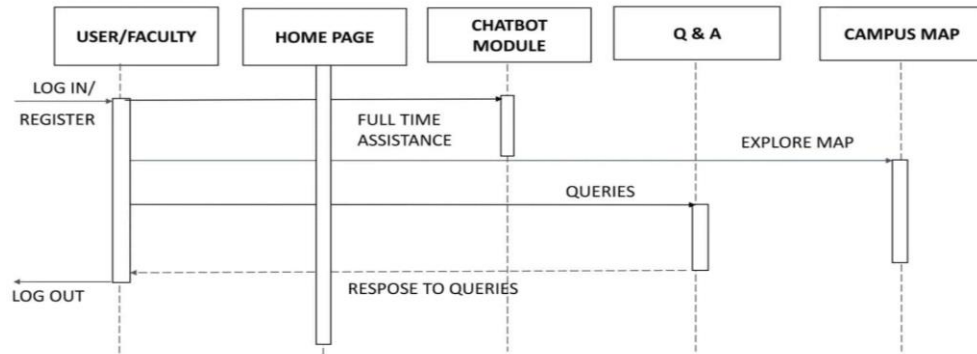 USER/FACULTY
HOME PAGE
CHATBOT
MODULE
Q & A
CAMPUS MAP
LOG IN/
REGISTER
FULL TIME
ASSISTANCE
EXPLORE MAP
QUERIES
RESPOSE TO QUERIES
LOG OUT